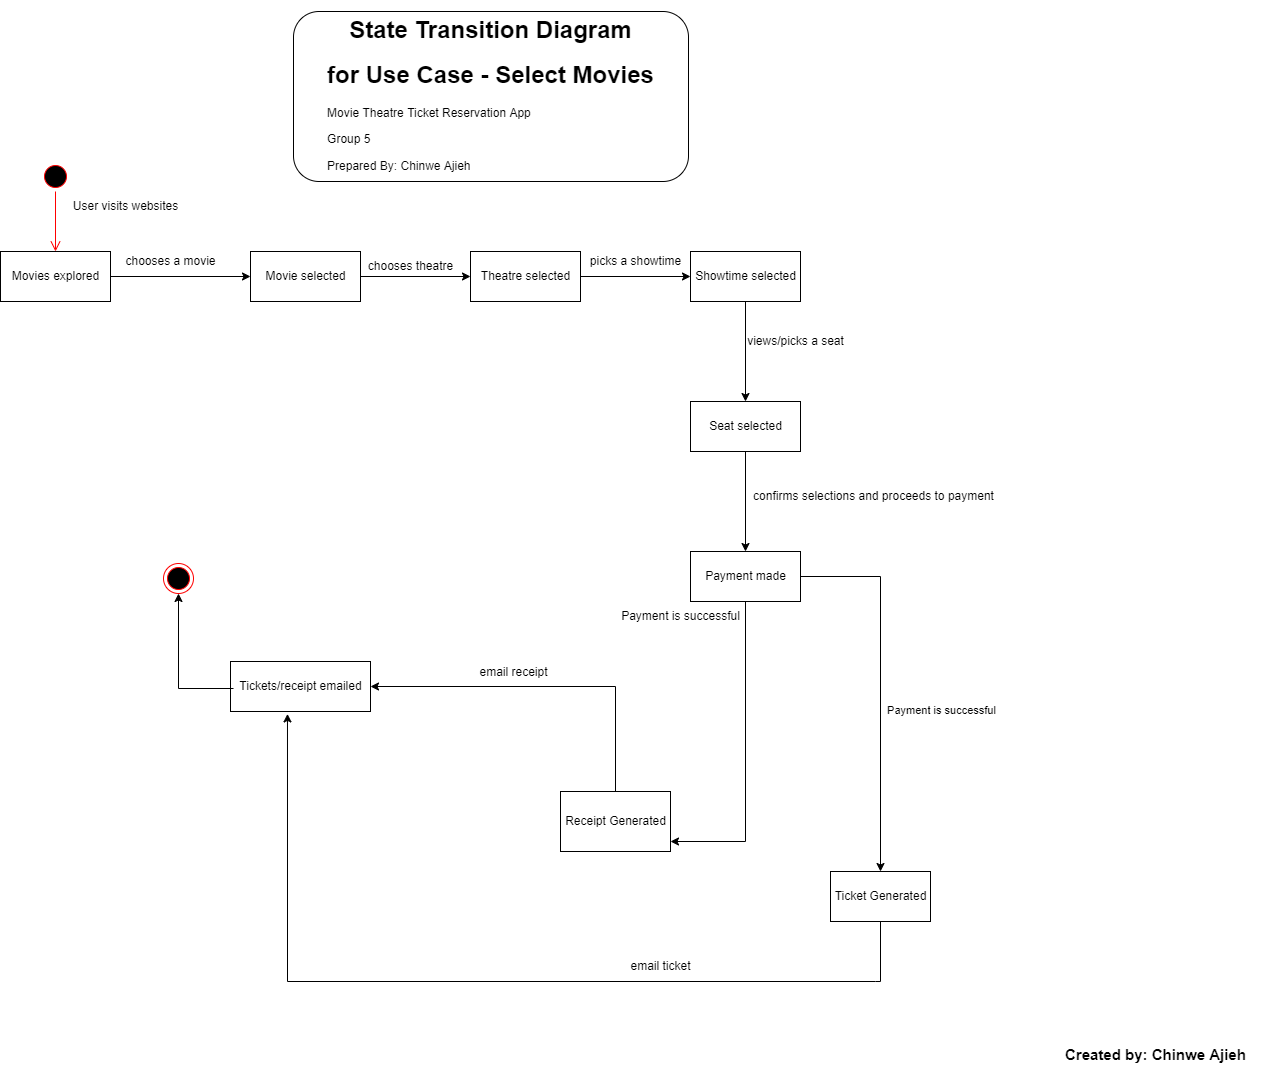 State Transition Diagram
for Use Case - Select Movies
Movie Theatre Ticket Reservation App
Group 5
Prepared By: Chinwe Ajieh
User visits websites
Movies explored
chooses a movie
Movie selected
chooses theatre
Theatre selected
picks a showtime
Showtime selected
views/picks a seat
Seat selected
confirms selections and proceeds to payment
Payment made
Payment is successful
Payment is successful
email receipt
Tickets/receipt emailed
Receipt Generated
Ticket Generated
email ticket
Created by: Chinwe Ajieh